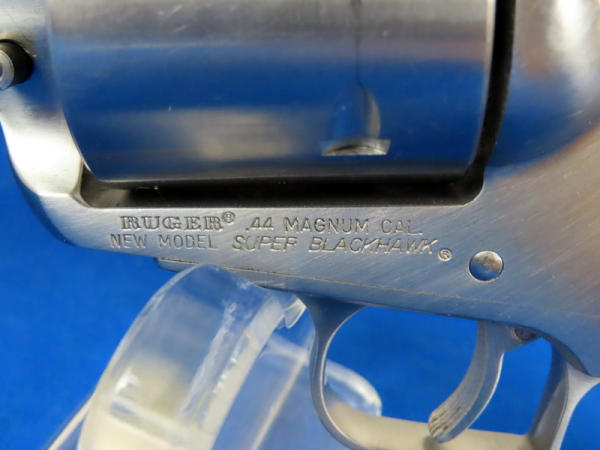 RUGER® .44 MAGNUM CAL.
NEW MODEL SUPER BLACKHAWK®